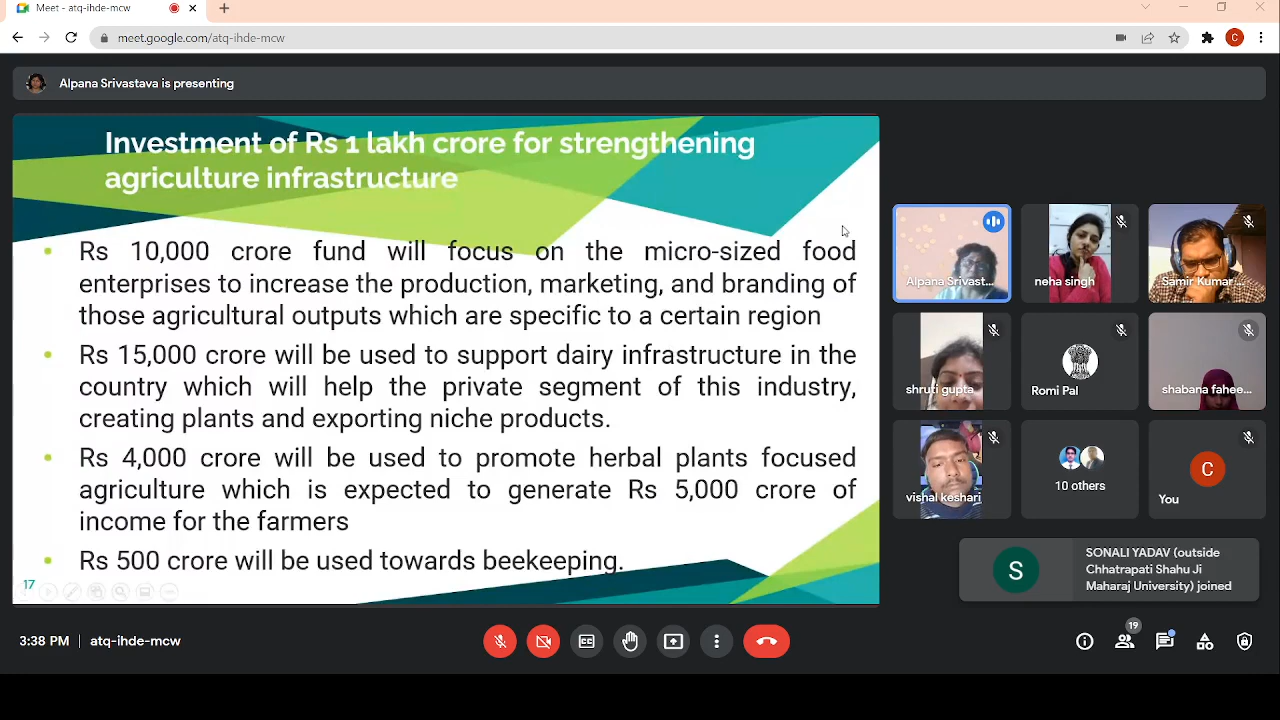 Meet - atq-ihde-mcw
meet.google.com/atq-ihde-mcw
C
Alpana Srivastava is presenting
Investment of Rs 1 lakh crore for strengthening
agriculture infrastructure
• Rs 10,000 crore fund will focus on the micro-sized food
enterprises to increase the production, marketing, and branding of
those agricultural outputs which are specific to a certain region
• Rs 15,000 crore will be used to support dairy infrastructure in the
country which will help the private segment of this industry,
creating plants and exporting niche products.
• Rs 4,000 crore will be used to promote herbal plants focused
agriculture which is expected to generate Rs 5,000 crore of
income for the farmers
• Rs 500 crore will be used towards beekeeping.
17
Alpana Srivast...
neha singh
Samir Kumar ...
shruti gupta
Romi Pal
shabana fahee...
vishal keshari
10 others
C
You
S
SONALI YADAV (outside
Chhatrapati Shahu Ji
Maharaj University) joined
3:38 PM | atq-ihde-mcw
CC
19